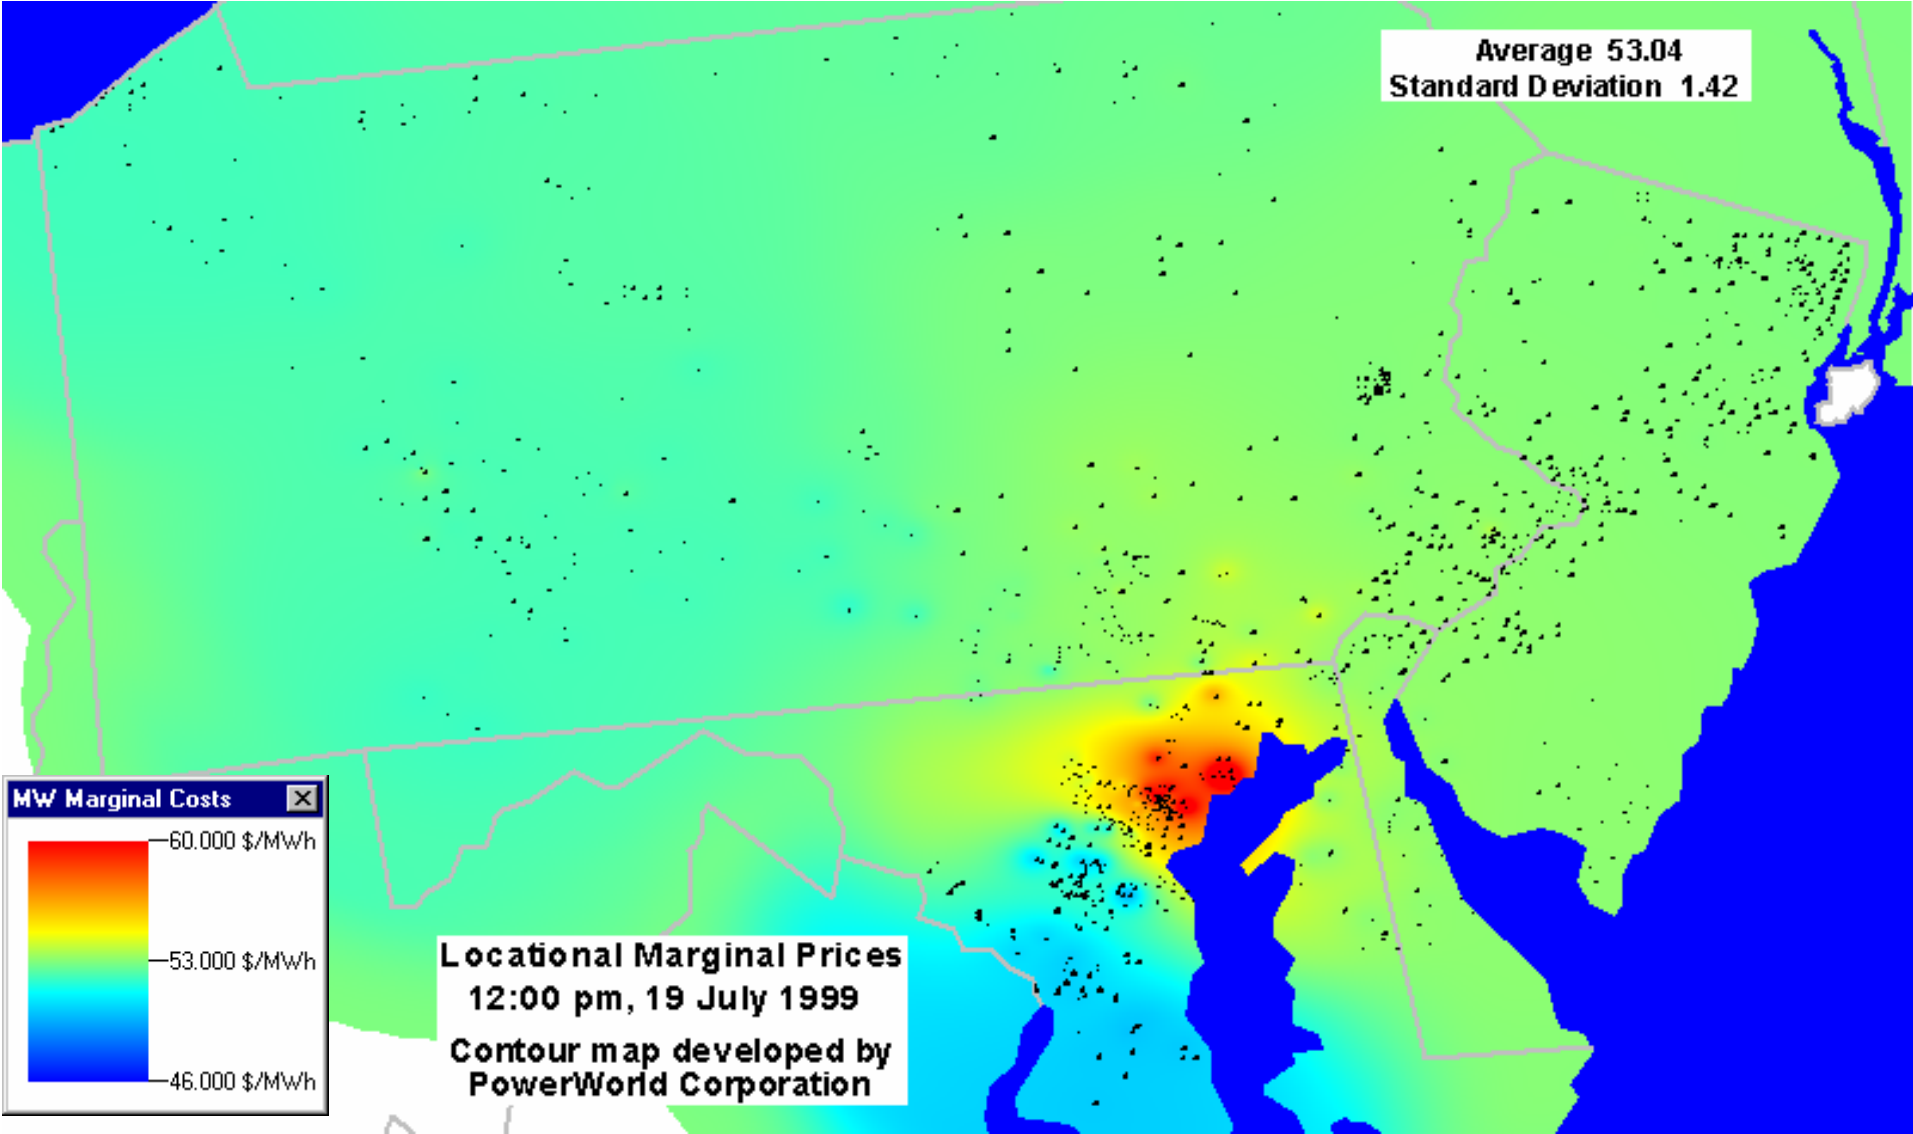 Average 53.04
Standard Deviation 1.42
MW Marginal Costs
60.000 $/MWh
53.000 $/MWh
46.000 $/MWh
Locational Marginal Prices
12:00 pm, 19 July 1999
Contour map developed by
PowerWorld Corporation